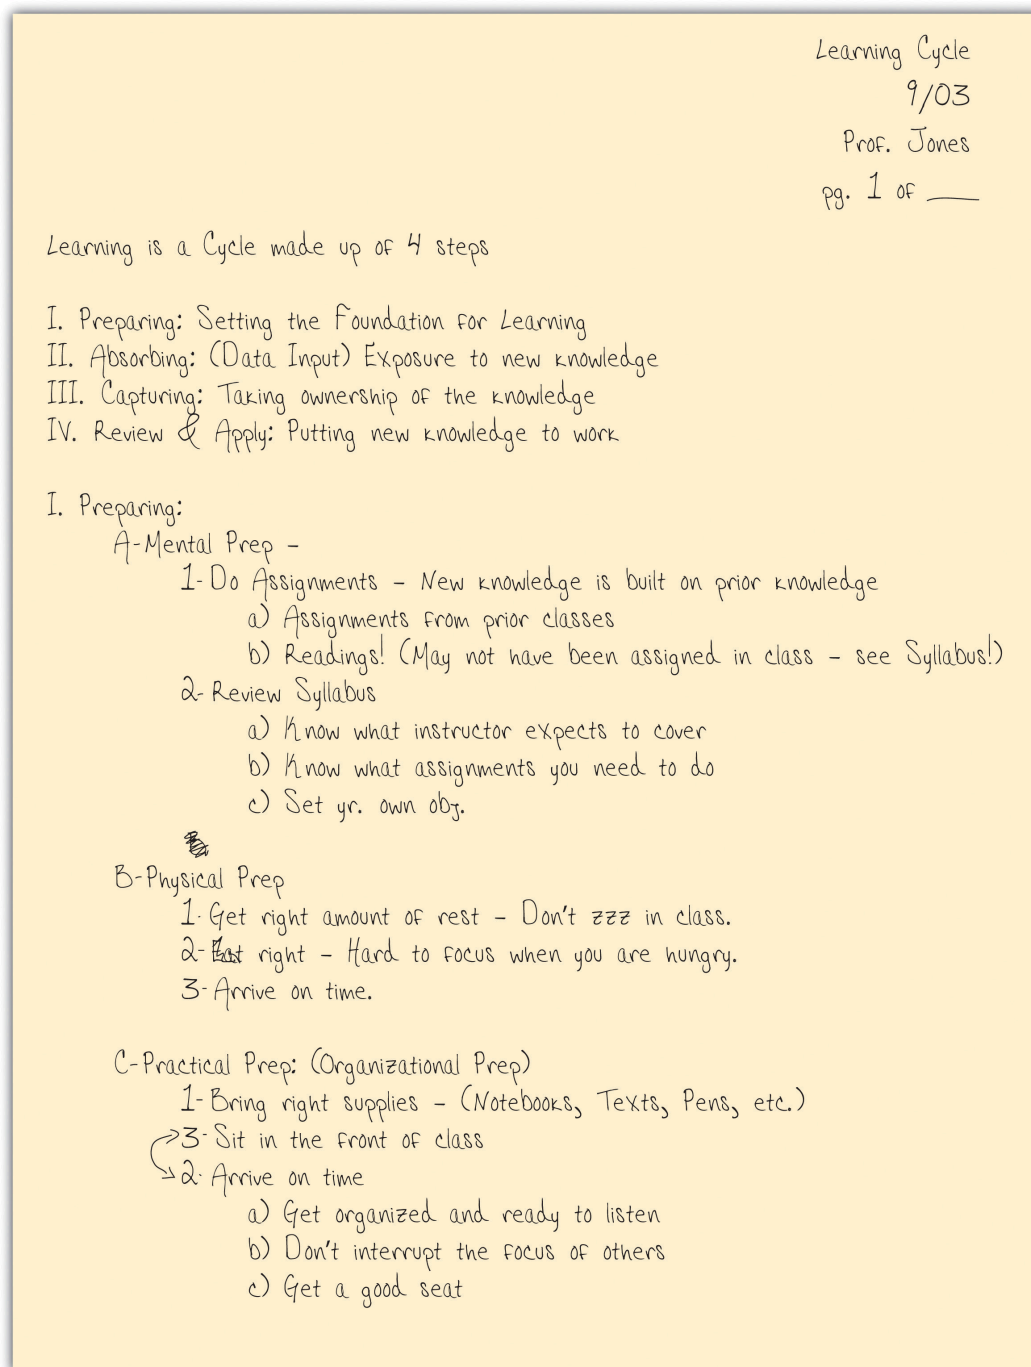 Learning Cycle
9/03
Prof. Jones
pg. 1 of ___
Learning is a Cycle made up of 4 steps
I. Preparing: Setting the Foundation for Learning
II. Absorbing: (Data Input) Exposure to new knowledge
III. Capturing: Taking ownership of the knowledge
IV. Review & Apply: Putting new knowledge to work
I. Preparing:
A-Mental Prep –
1- Do Assignments – New knowledge is built on prior knowledge
a) Assignments from prior classes
b) Readings! (May not have been assigned in class – see Syllabus!)
2- Review Syllabus
a) Know what instructor expects to cover
b) Know what assignments you need to do
c) Set yr. own obj.
B-Physical Prep
1- Get right amount of rest – Don't zzz in class.
2- Eat right – Hard to focus when you are hungry.
3- Arrive on time.
C-Practical Prep: (Organizational Prep)
1- Bring right supplies – (Notebooks, Texts, Pens, etc.)
3- Sit in the front of class
2- Arrive on time
a) Get organized and ready to listen
b) Don't interrupt the focus of others
c) Get a good seat